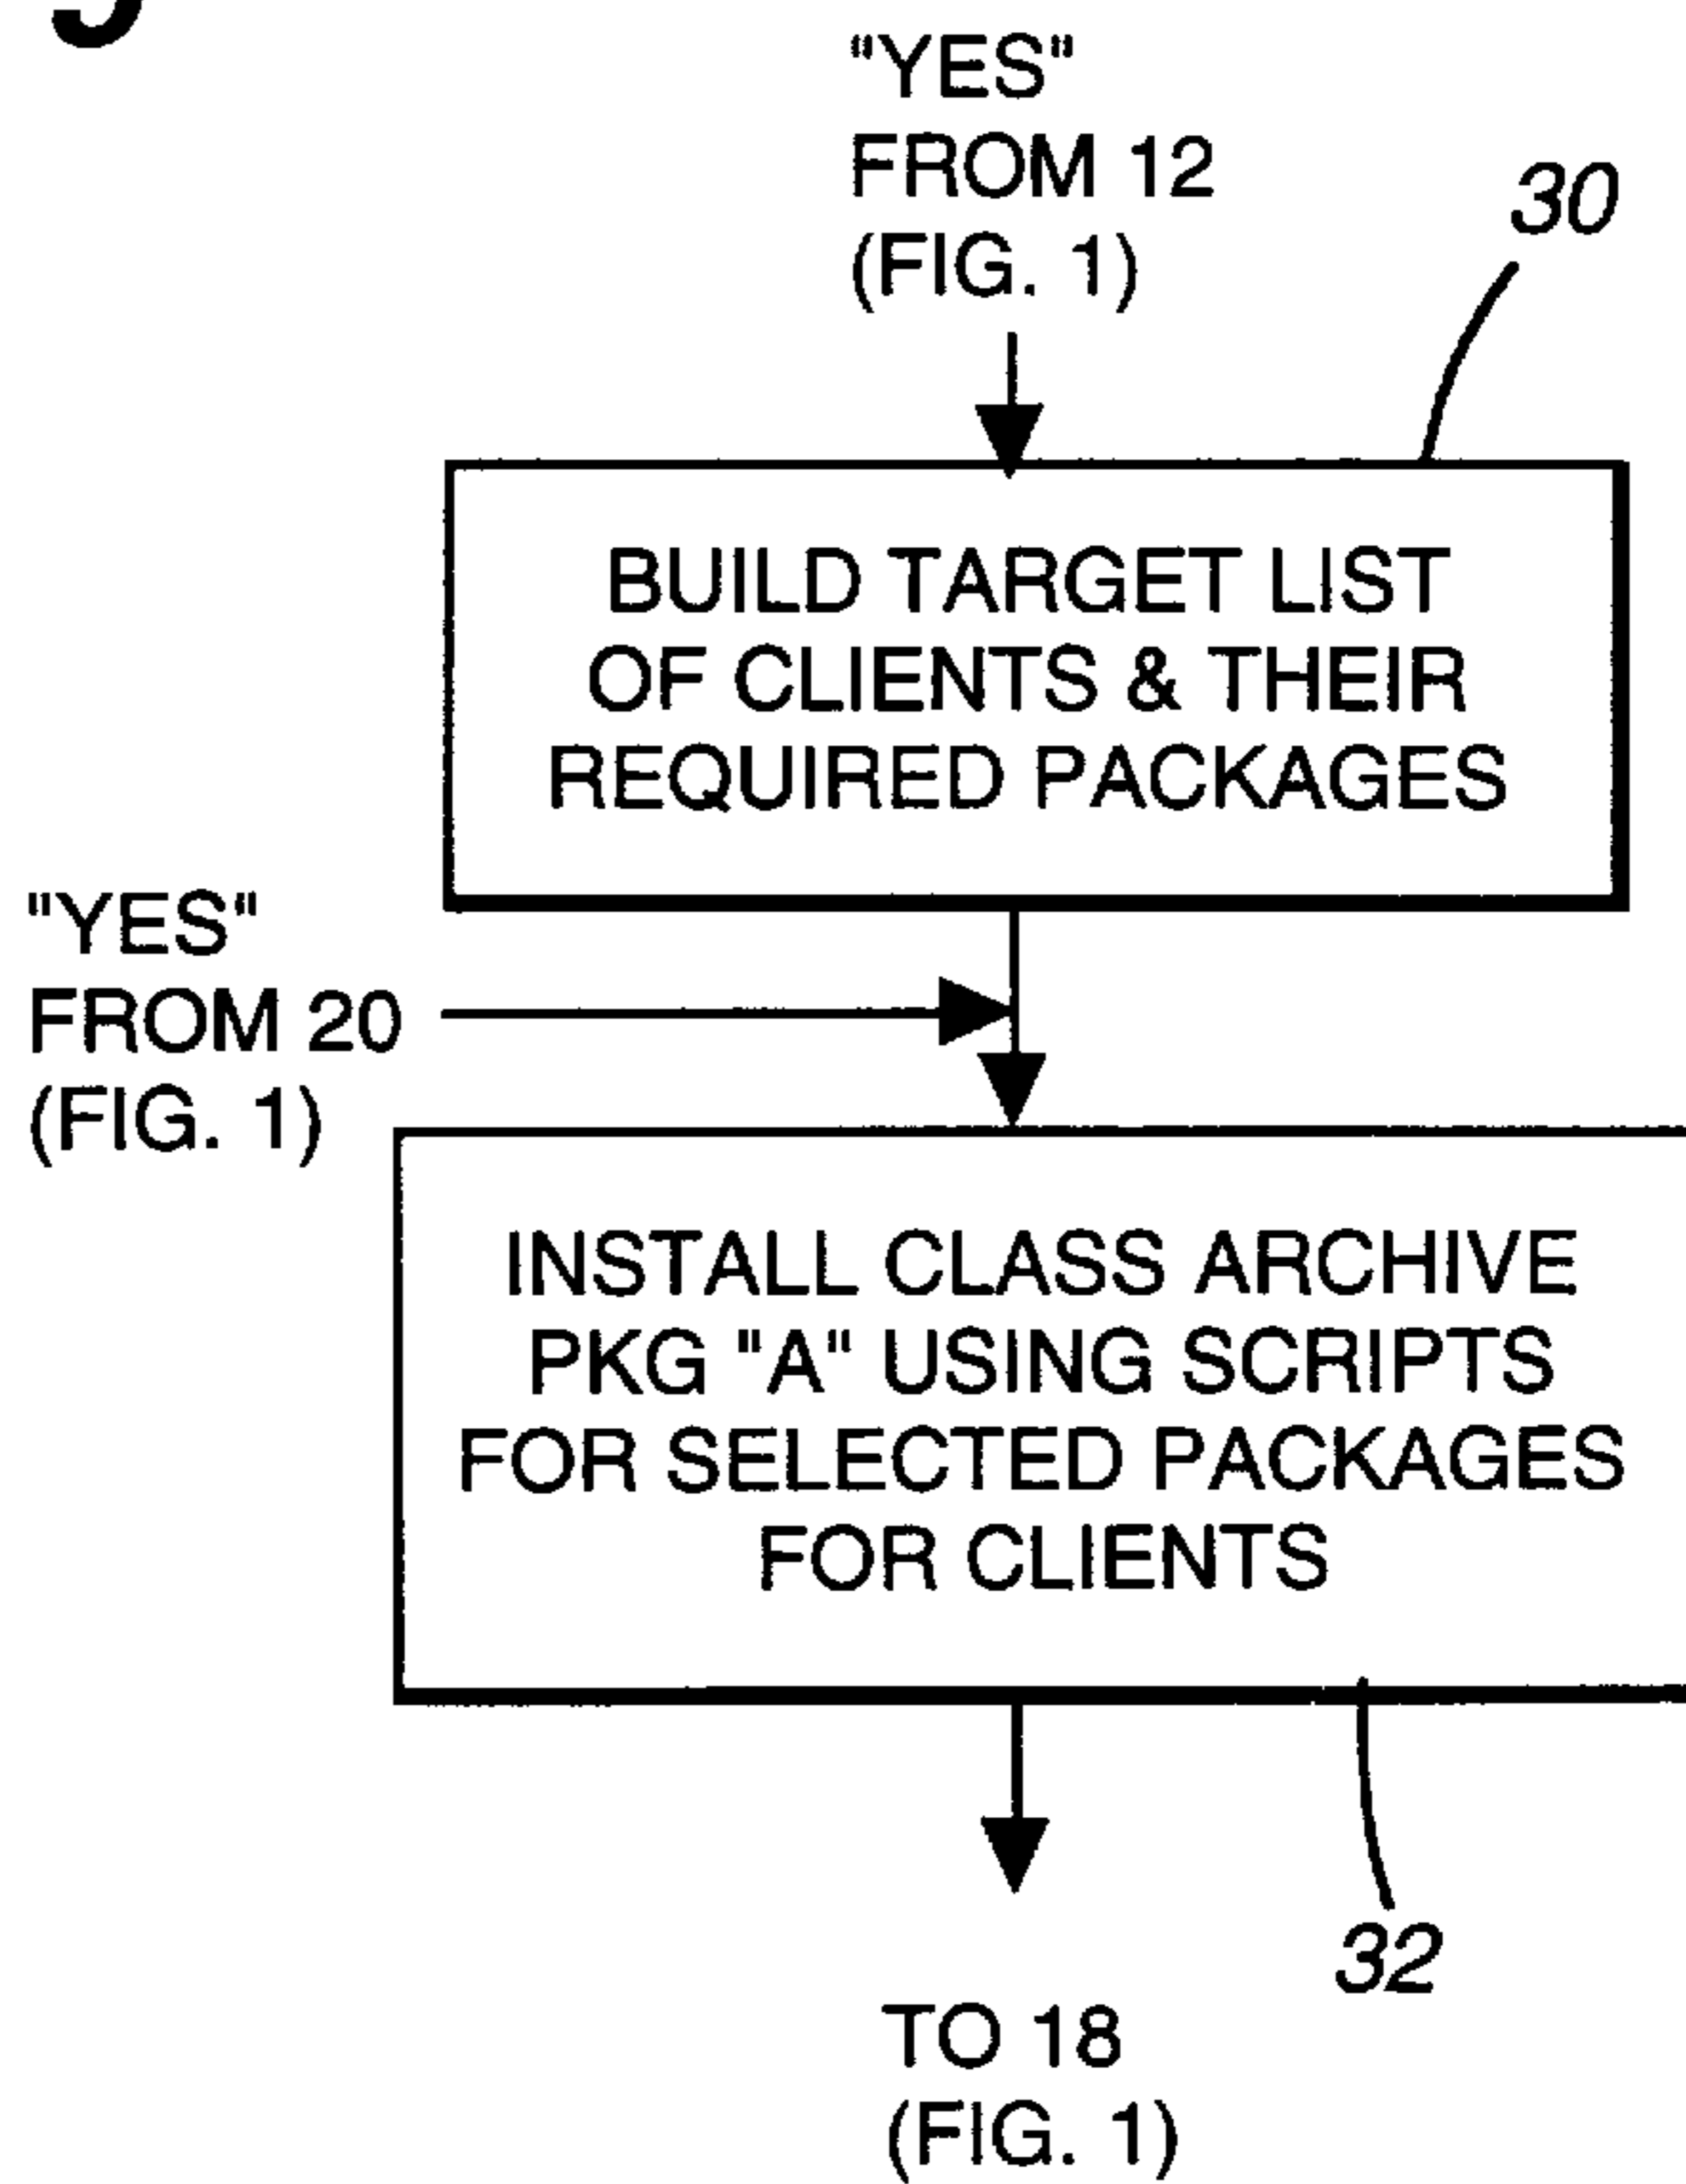 "YES"
FROM 12
(FIG. 1)
30
BUILD TARGET LIST
OF CLIENTS & THEIR
REQUIRED PACKAGES
"YES"
FROM 20
(FIG. 1)
INSTALL CLASS ARCHIVE
PKG "A" USING SCRIPTS
FOR SELECTED PACKAGES
FOR CLIENTS
32
TO 18
(FIG. 1)